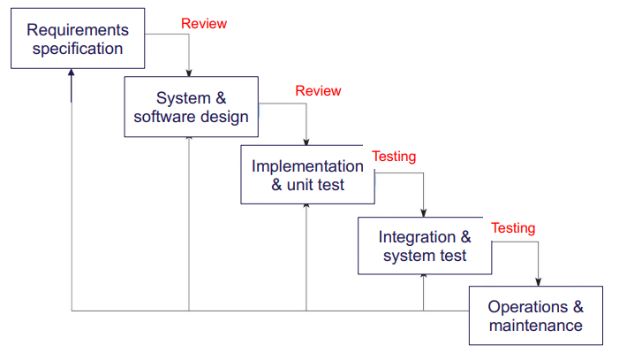 Requirements
specification
Review
System &
software design
Review
Implementation
& unit test
Testing
Integration &
system test
Testing
Operations &
maintenance